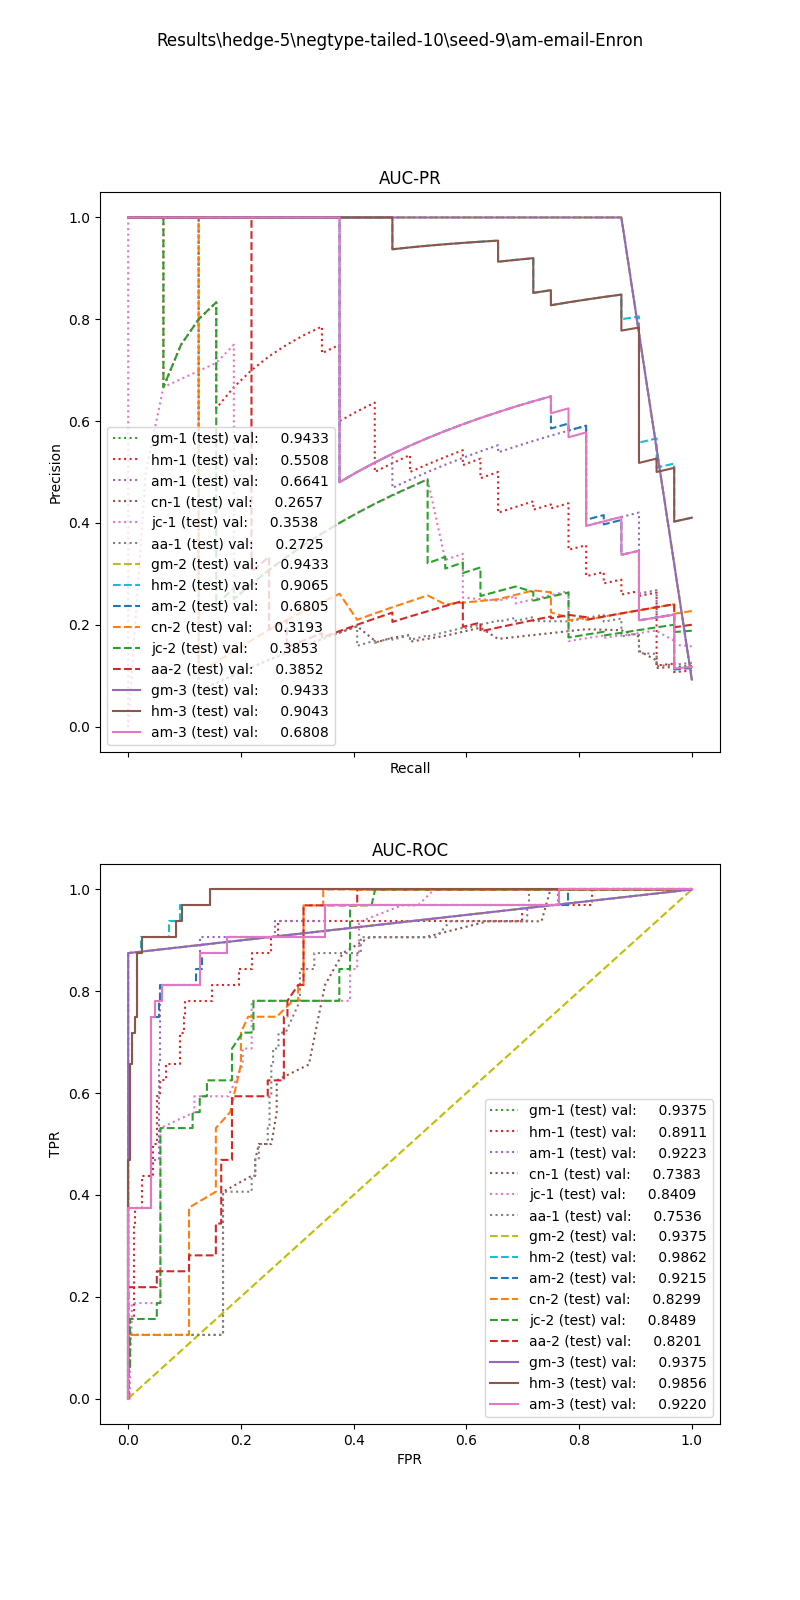 Results\hedge-5\negtype-tailed-10\seed-9\am-email-Enron
AUC-PR
1.0
0.8
0.6
0.4
0.2
0.0
Precision
gm-1 (test) val: 0.9433
hm-1 (test) val: 0.5508
am-1 (test) val: 0.6641
cn-1 (test) val: 0.2657
jc-1 (test) val: 0.3538
aa-1 (test) val: 0.2725
gm-2 (test) val: 0.9433
hm-2 (test) val: 0.9065
am-2 (test) val: 0.6805
cn-2 (test) val: 0.3193
jc-2 (test) val: 0.3853
aa-2 (test) val: 0.3852
gm-3 (test) val: 0.9433
hm-3 (test) val: 0.9043
am-3 (test) val: 0.6808
Recall
AUC-ROC
1.0
0.8
0.6
0.4
0.2
0.0
TPR
gm-1 (test) val: 0.9375
hm-1 (test) val: 0.8911
am-1 (test) val: 0.9223
cn-1 (test) val: 0.7383
jc-1 (test) val: 0.8409
aa-1 (test) val: 0.7536
gm-2 (test) val: 0.9375
hm-2 (test) val: 0.9862
am-2 (test) val: 0.9215
cn-2 (test) val: 0.8299
jc-2 (test) val: 0.8489
aa-2 (test) val: 0.8201
gm-3 (test) val: 0.9375
hm-3 (test) val: 0.9856
am-3 (test) val: 0.9220
0.0 0.2 0.4 0.6 0.8 1.0
FPR